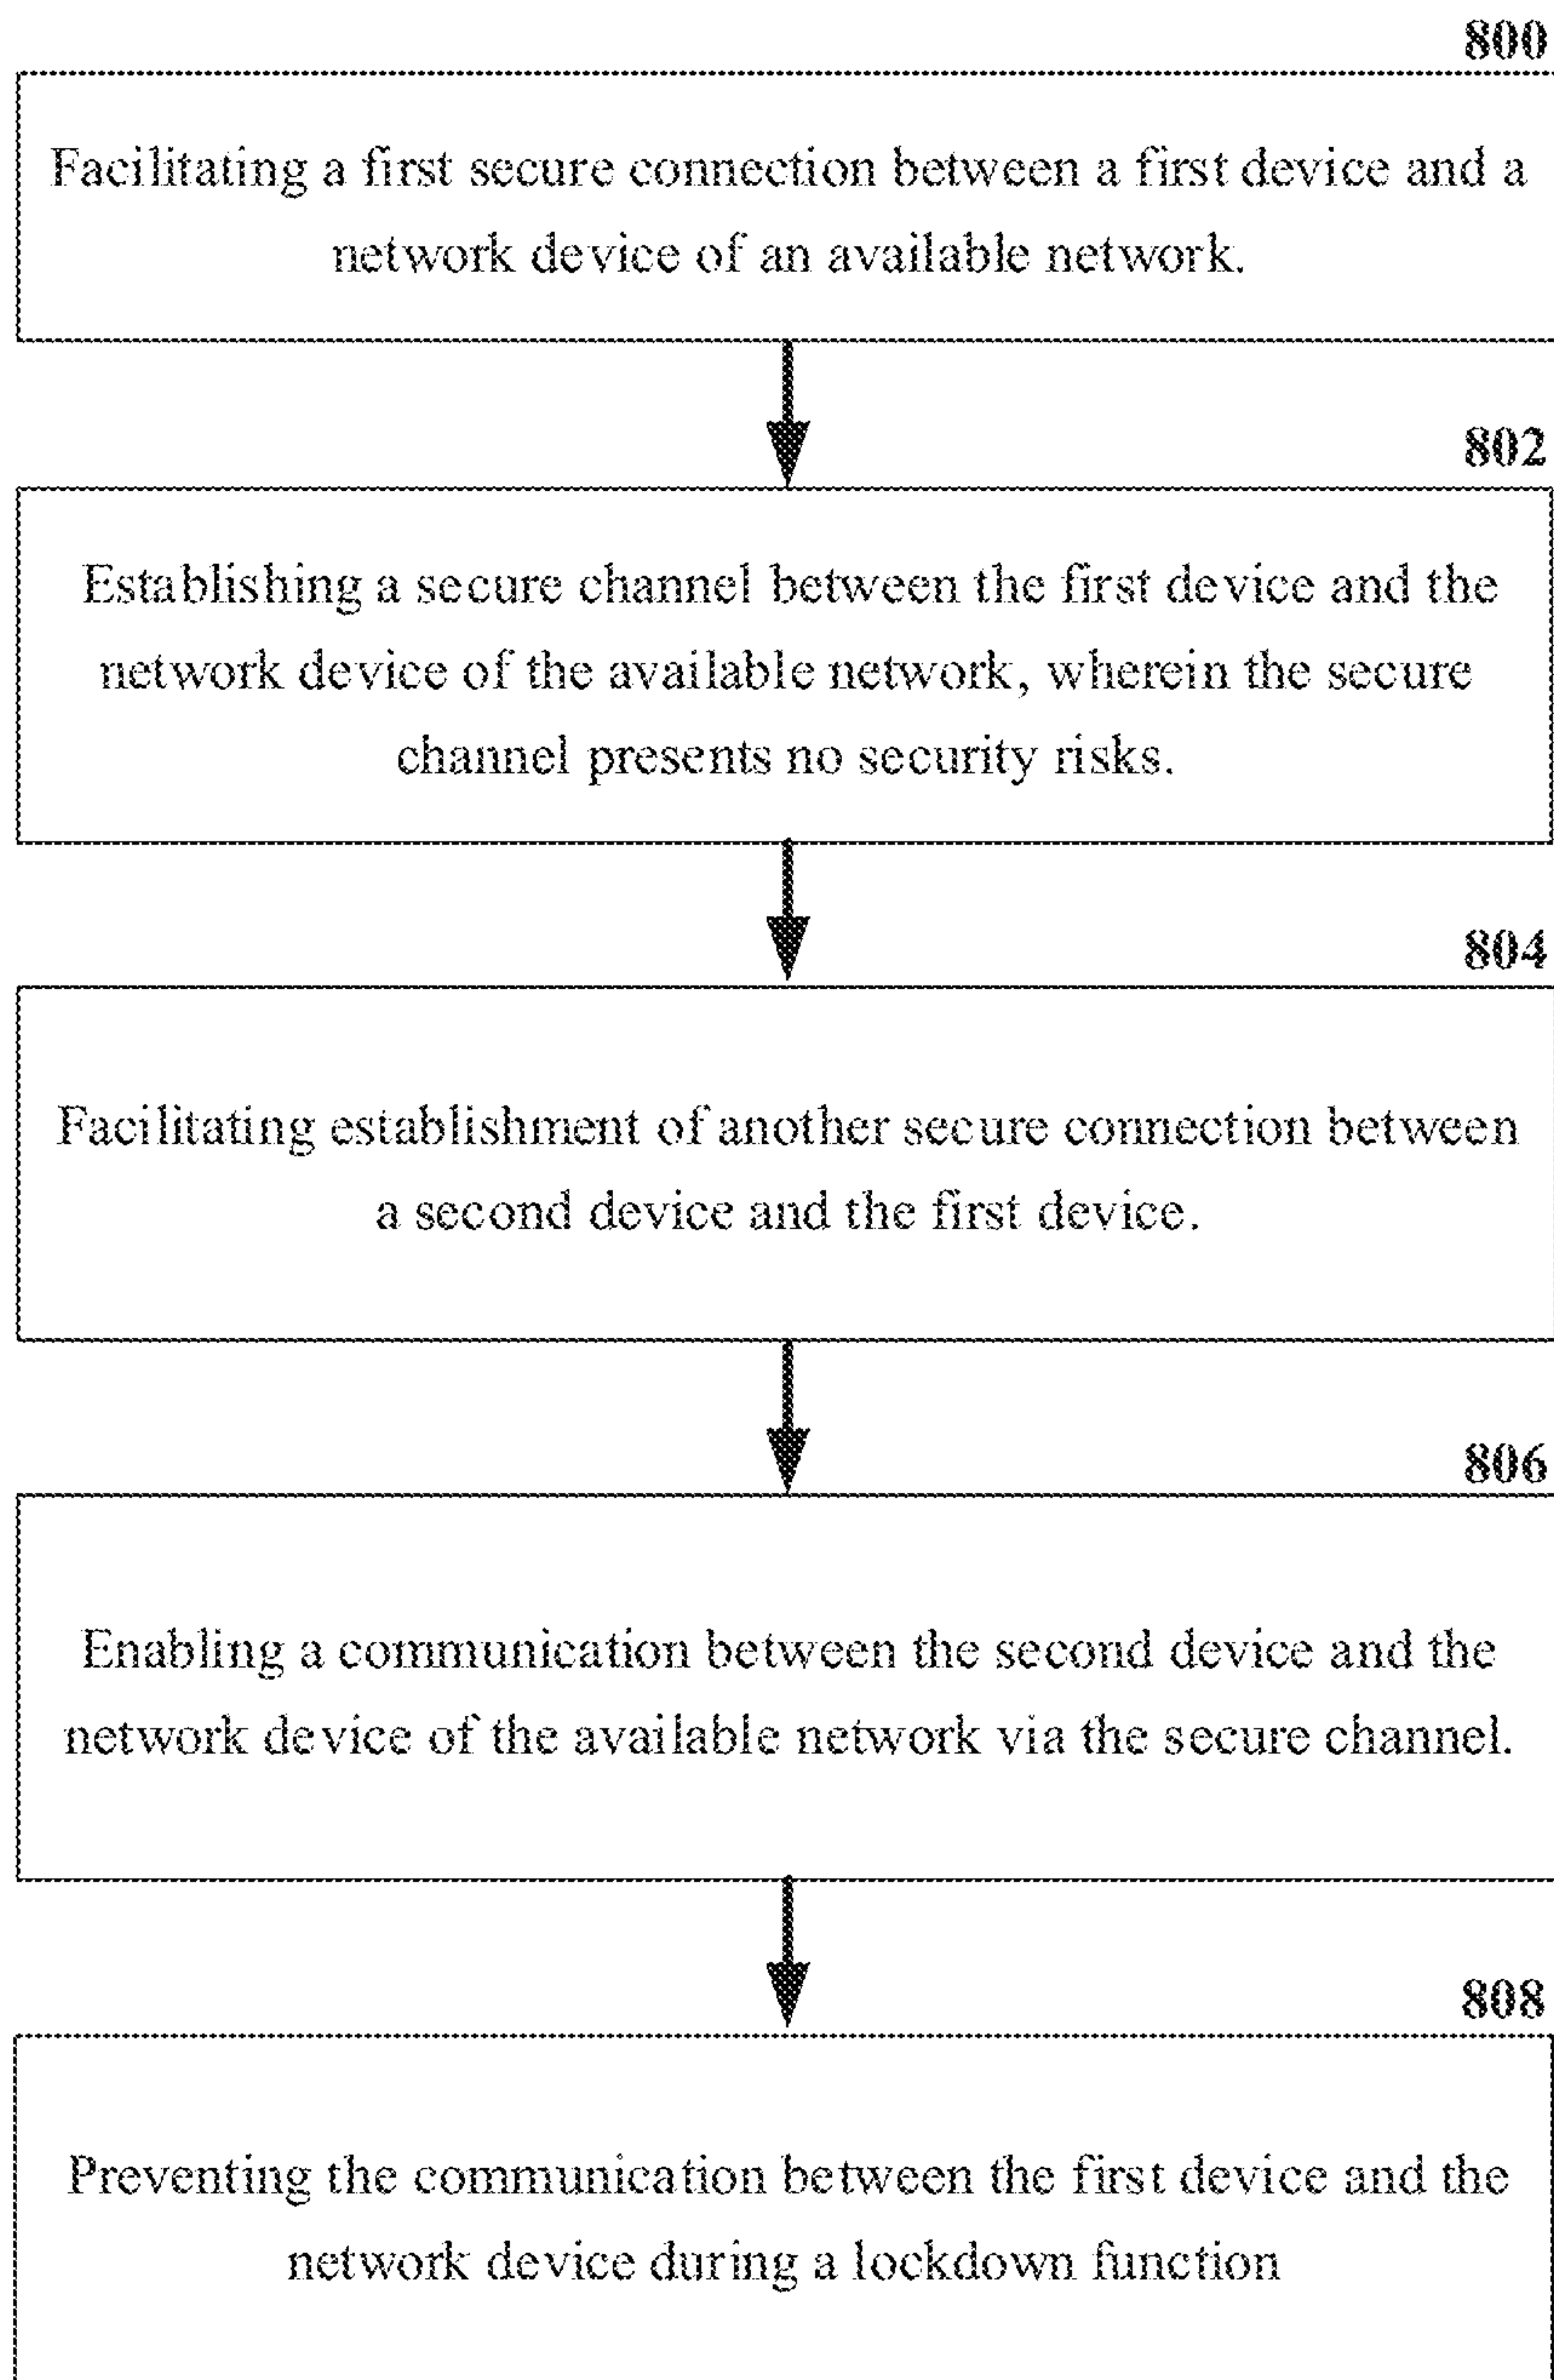 800
Facilitating a first secure connection between a first device and a
network device of an available network.
802
Establishing a secure channel between the first device and the
network device of the available network, wherein the secure
channel presents no security risks.
804
Facilitating establishment of another secure connection between
a second device and the first device.
806
Enabling a communication between the second device and the
network device of the available network via the secure channel.
808
Preventing the communication between the first device and the
network device during a lockdown function